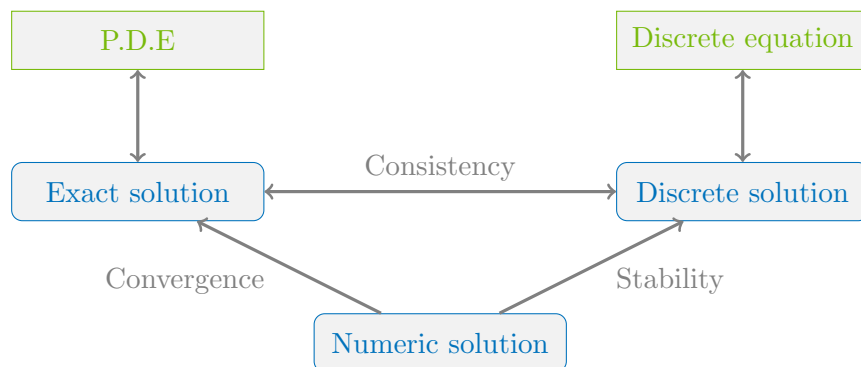 P.D.E
Discrete equation
Consistency
Exact solution
Discrete solution
Convergence
Stability
Numeric solution